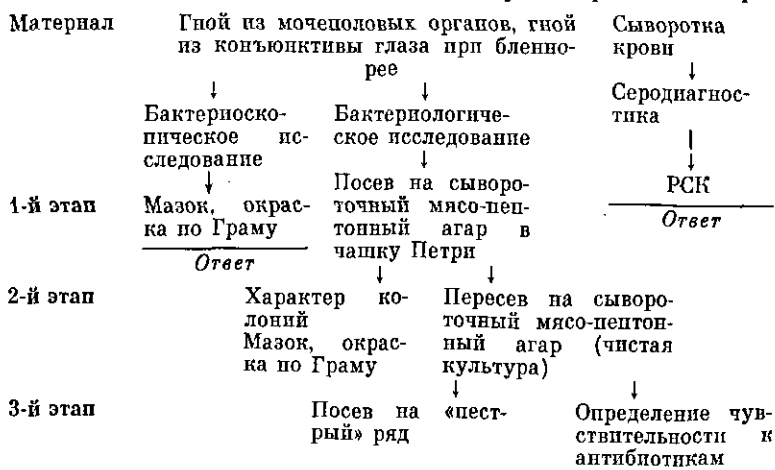 Материал
Гной из мочеполовых органов, гной
из конъюнктивы глаза при бленно-
рее
Сыворотка
крови
Бактериоско-
пическое ис-
следование
Бактериологиче-
ское исследование
Серодиагнос-
тика
1-й этап
Мазок, окрас-
ка по Граму
Ответ
Посев на сыворо-
точный мясо-пеп-
тонный агар в
чашку Петри
РСК
Ответ
2-й этап
Характер ко-
лоний
Мазок, окрас-
ка по Граму
Пересев на сыворо-
точный мясо-пептон-
ный агар (чистая
культура)
3-й этап
Посев на «пест-
рый» ряд
Определение чув-
ствительности к
антибиотикам